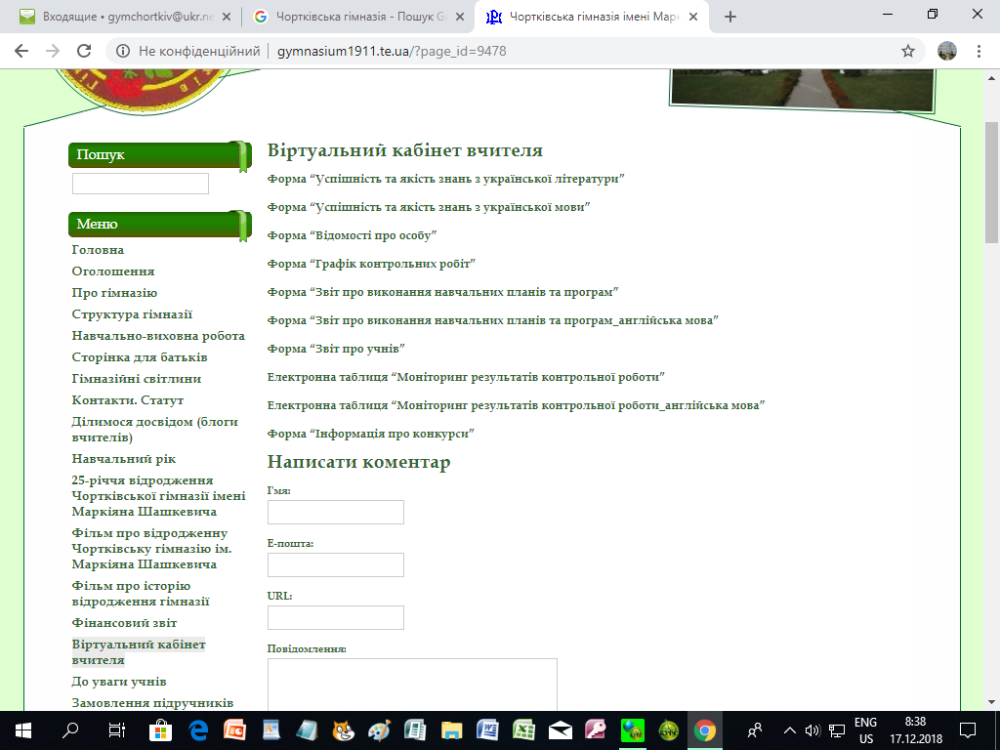 Входящие • gymchortkiv@ukr.ne
Чортківська гімназія - Пошук G
Чортківська гімназія імені Марк
Не конфіденційний
gymnasium1911.te.ua/?page_id=9478
Пошук
Меню
Головна
Оголошення
Про гімназію
Структура гімназії
Навчально-виховна робота
Сторінка для батьків
Гімназійні світлини
Контакти. Статут
Ділимося досвідом (блоги
вчителів)
Навчальний рік
25-річчя відродження
Чортківської гімназії імені
Маркіяна Шашкевича
Фільм про відродженну
Чортківську гімназію ім.
Маркіяна Шашкевича
Фільм про історію
відродження гімназії
Фінансовий звіт
Віртуальний кабінет
вчителя
До уваги учнів
Замовлення підручників
Віртуальний кабінет вчителя
Форма “Успішність та якість знань з української літератури”
Форма “Успішність та якість знань з української мови”
Форма “Відомості про особу”
Форма “Графік контрольних робіт”
Форма “Звіт про виконання навчальних планів та програм”
Форма “Звіт про виконання навчальних планів та програм_англійська мова”
Форма “Звіт про учнів”
Електронна таблиця “Моніторинг результатів контрольної роботи”
Електронна таблиця “Моніторинг результатів контрольної роботи_англійська мова”
Форма “Інформація про конкурси”
Написати коментар
І'мя:
Е-пошта:
URL:
Повідомлення:
ENG
US
8:38
17.12.2018